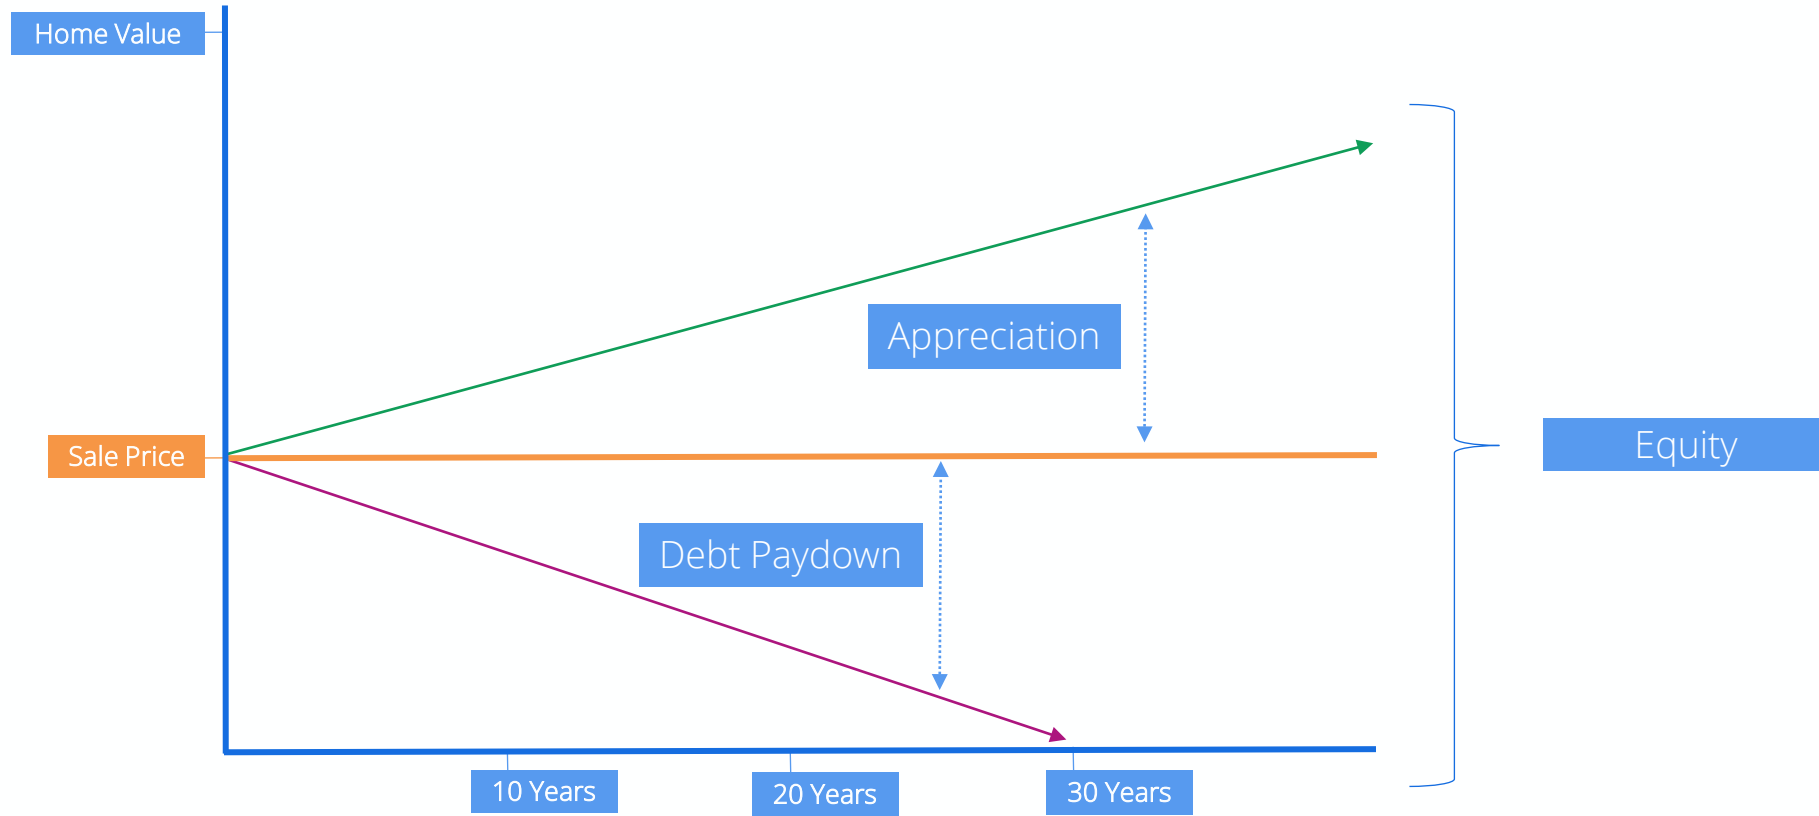 Home Value
Appreciation
Sale Price
Equity
Debt Paydown
10 Years
20 Years
30 Years